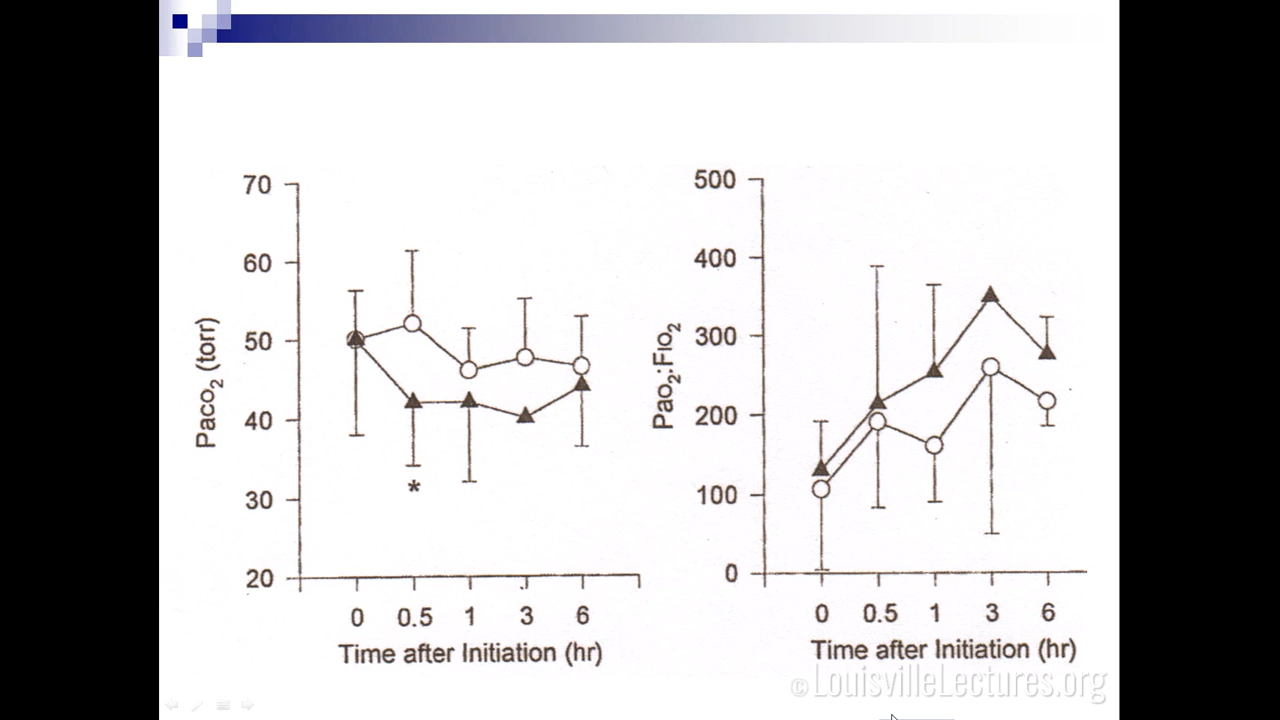 70
60
50
40
30
20
Paco2 (torr)
*
0 0.5 1 3 6
Time after Initiation (hr)
500
400
300
200
100
0
Pao2:FIO2
0 0.5 1 3 6
Time after Initiation (hr)
©LouisvilleLectures.org